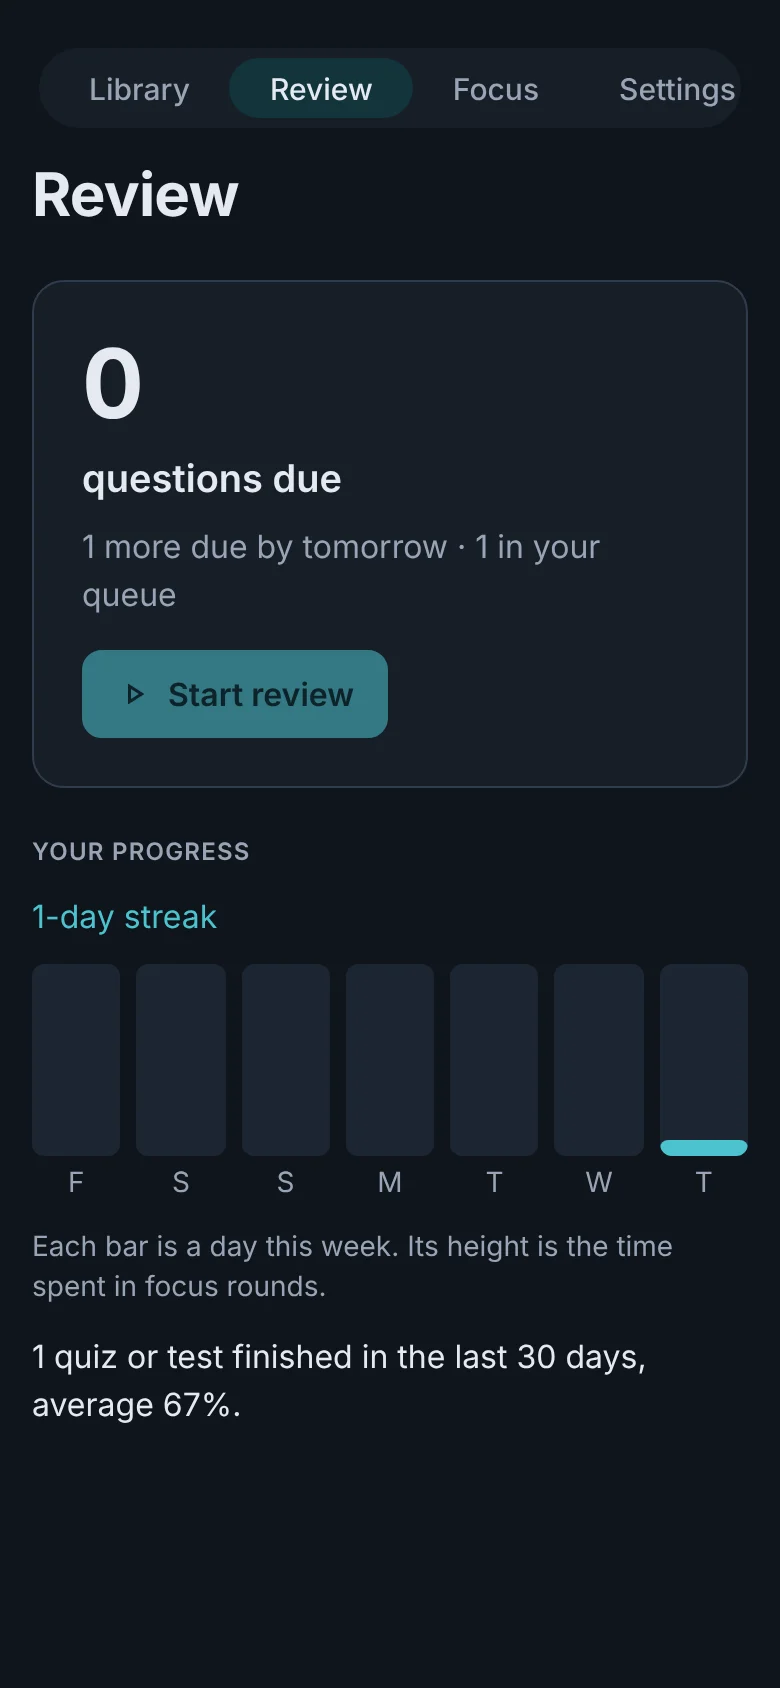 Library Review Focus Settings
Review
0
questions due
1 more due by tomorrow · 1 in your
queue
Start review
YOUR PROGRESS
1-day streak
F S S M T W T
Each bar is a day this week. Its height is the time
spent in focus rounds.
1 quiz or test finished in the last 30 days,
average 67%.